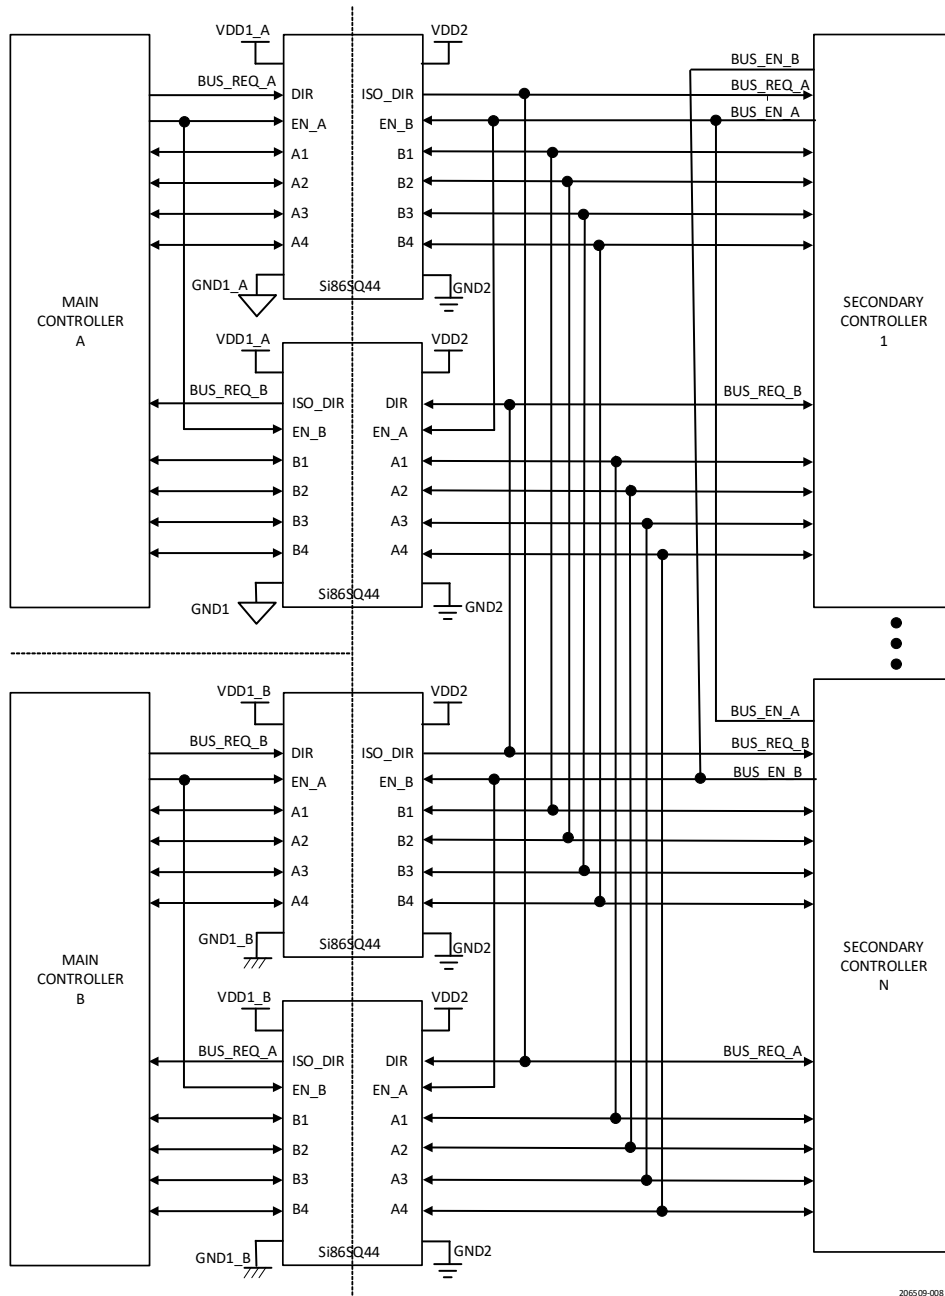 VDD1_A
VDD2
BUS_EN_B
BUS_REQ_A
BUS_REQ_A
DIR
ISO_DIR
BUS_EN_A
EN_A
EN_B
A1
B1
A2
B2
A3
B3
A4
B4
GND1_A
Si86SQ44
GND2
MAIN
CONTROLLER
A
SECONDARY
CONTROLLER
1
VDD1_A
VDD2
BUS_REQ_B
BUS_REQ_B
ISO_DIR
DIR
EN_B
EN_A
B1
A1
B2
A2
B3
A3
B4
A4
GND1
Si86SQ44
GND2
VDD1_B
VDD2
BUS_EN_A
BUS_REQ_B
BUS_REQ_B
DIR
ISO_DIR
BUS_EN_B
EN_A
EN_B
A1
B1
A2
B2
A3
B3
A4
B4
GND1_B
Si86SQ44
GND2
MAIN
CONTROLLER
B
SECONDARY
CONTROLLER
N
VDD1_B
VDD2
BUS_REQ_A
BUS_REQ_A
ISO_DIR
DIR
EN_B
EN_A
B1
A1
B2
A2
B3
A3
B4
A4
GND1_B
Si86SQ44
GND2
206509-008